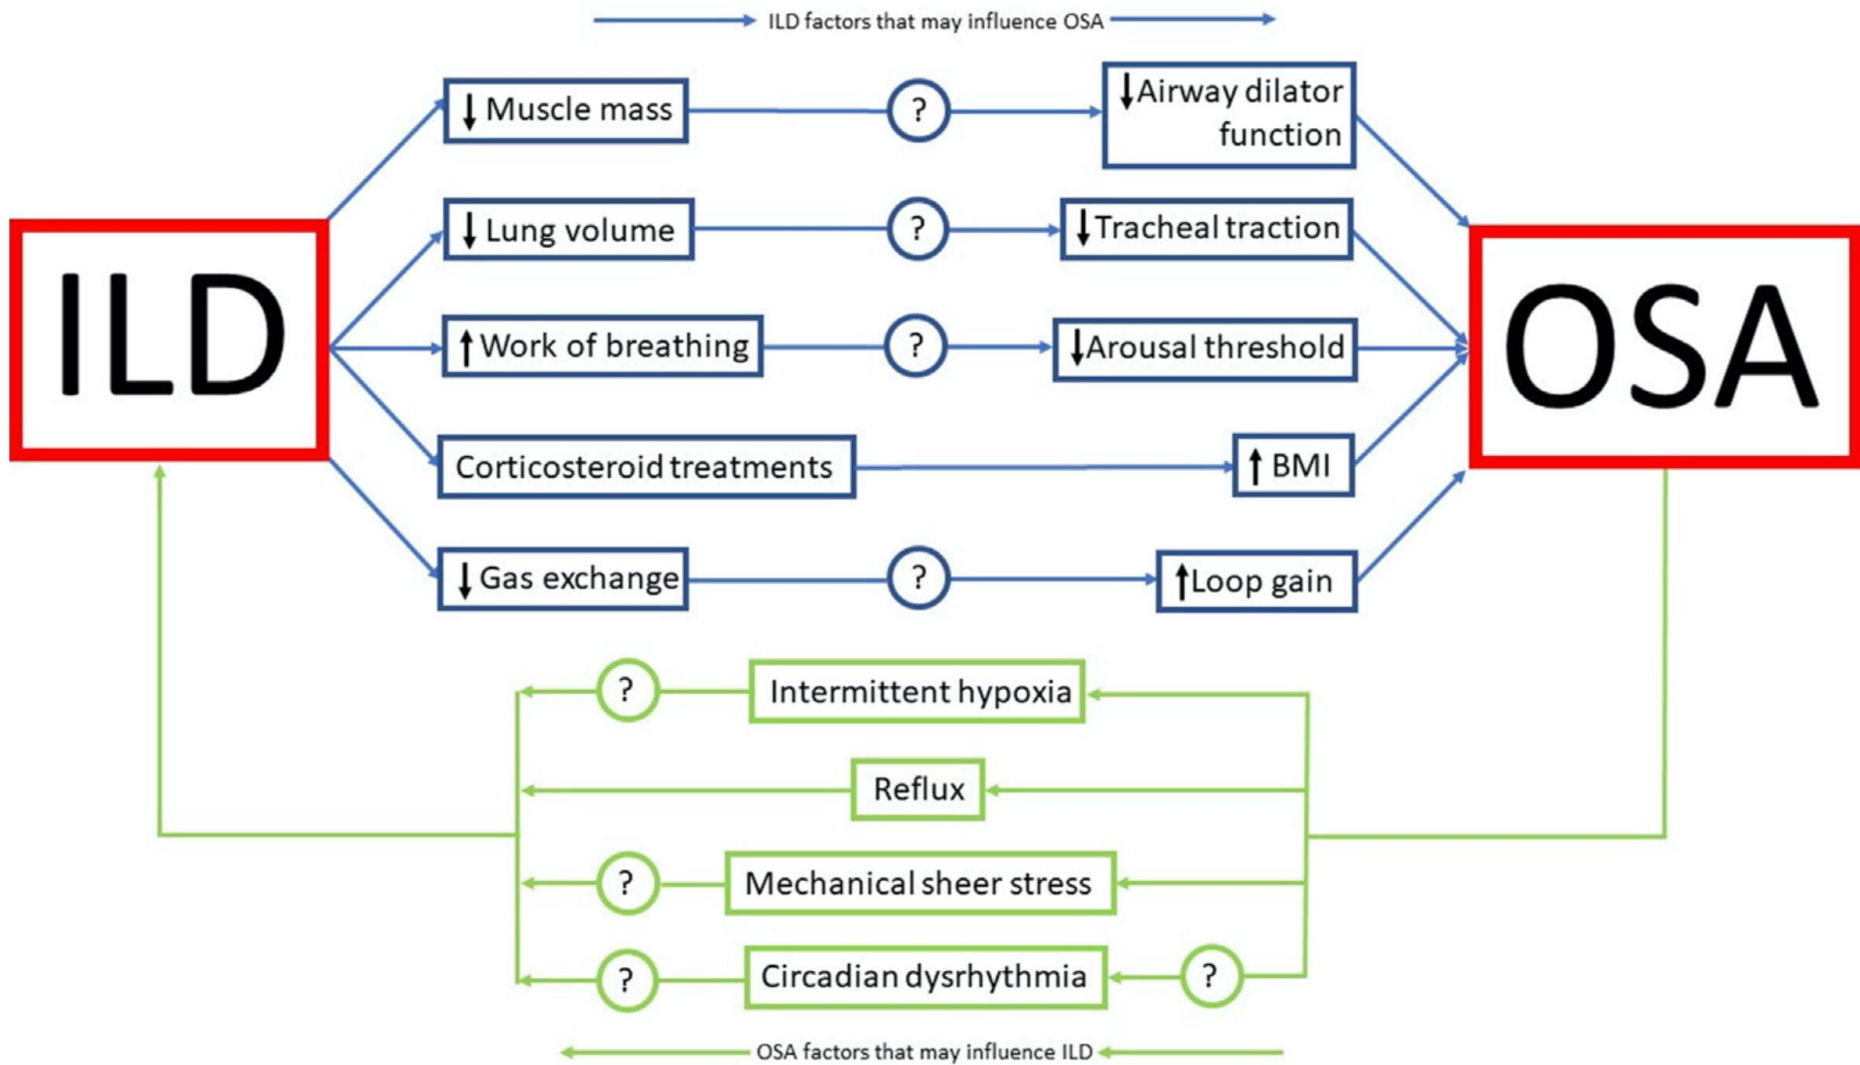 ILD factors that may influence OSA
↓ Muscle mass
?
↓Airway dilator
function
↓ Lung volume
?
↓Tracheal traction
ILD
OSA
↑ Work of breathing
?
↓Arousal threshold
Corticosteroid treatments
↑ BMI
↓ Gas exchange
?
↑Loop gain
?
Intermittent hypoxia
Reflux
?
Mechanical sheer stress
?
Circadian dysrhythmia
?
OSA factors that may influence ILD